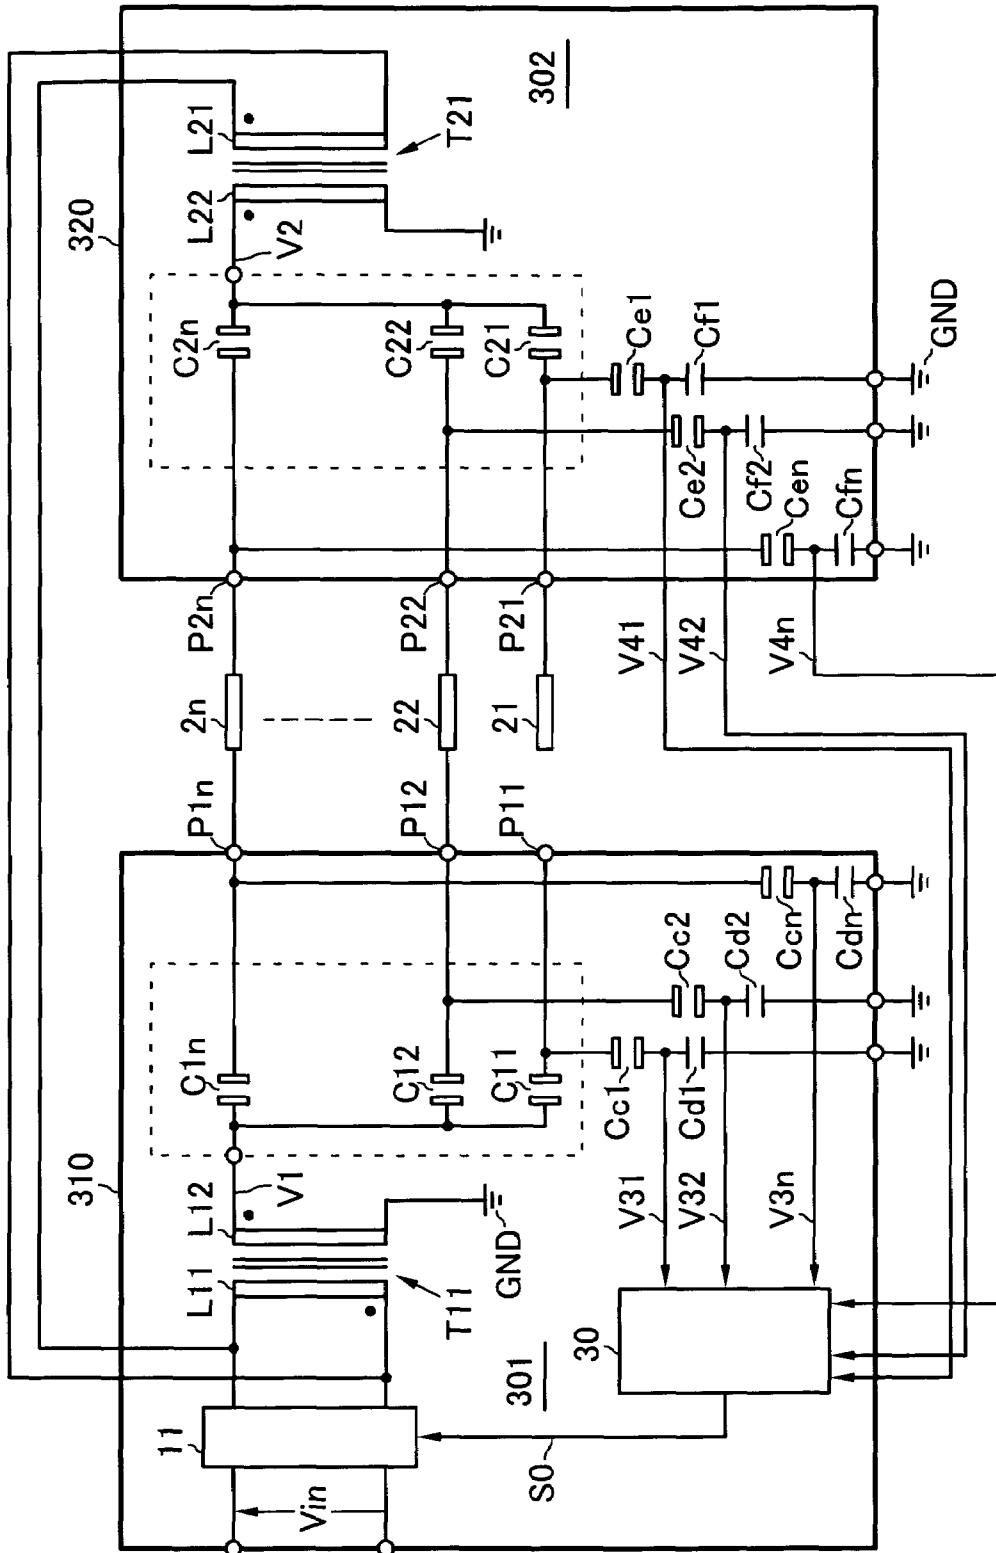 320
302
L21
T21
L22
V2
C2n
C22
C21
Ce1
Cf1
Ce2
Cf2
Cen
Cfn
GND
P2n
P22
P21
V41
V42
V4n
2n
22
21
P1n
P12
P11
310
C1n
C12
C11
Cc2
Cd2
Ccn
Cdn
Cc1
Cd1
V1
L12
L11
T11
GND
V31
V32
V3n
30
301
11
S0
Vin